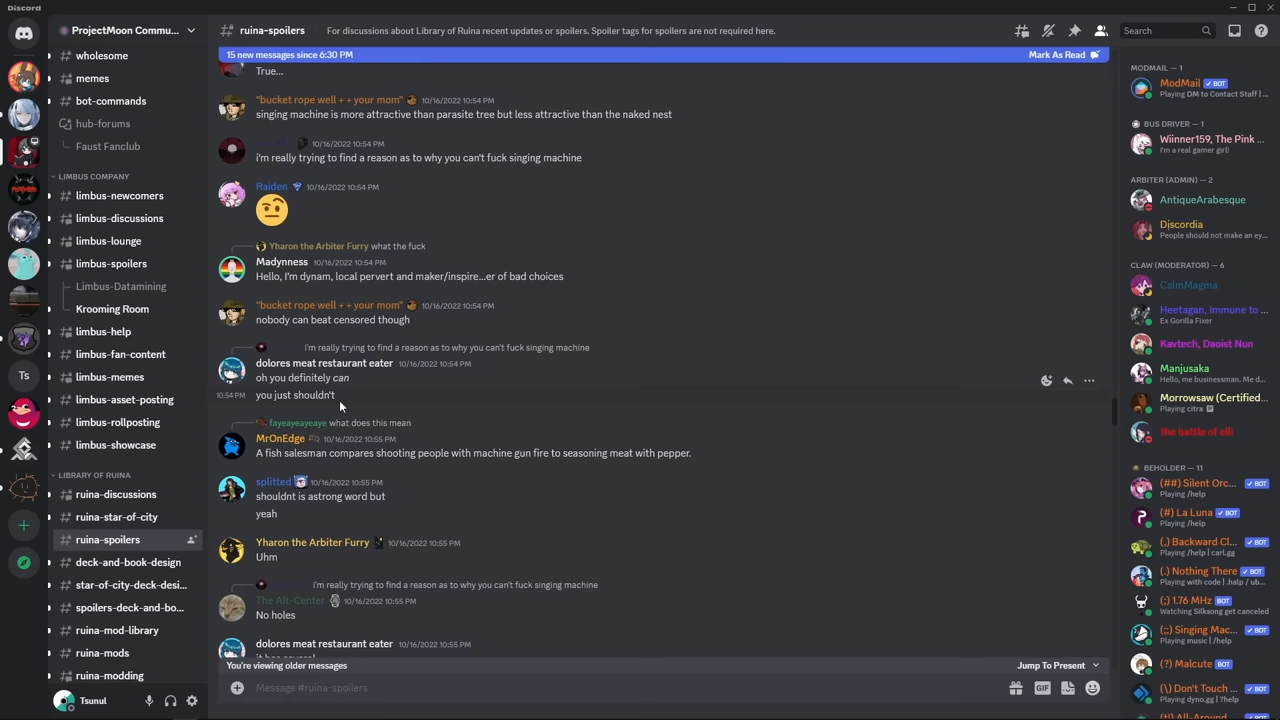 Discord
ProjectMoon Commu...
ruina-spoilers
For discussions about Library of Ruina recent updates or spoilers. Spoiler tags for spoilers are not required here.
Search
wholesome
memes
bot-commands
hub-forums
Faust Fanclub
LIMBUS COMPANY
limbus-newcomers
limbus-discussions
limbus-lounge
limbus-spoilers
Limbus-Datamining
Krooming Room
limbus-help
limbus-fan-content
limbus-memes
limbus-asset-posting
limbus-rollposting
limbus-showcase
LIBRARY OF RUINA
ruina-discussions
ruina-star-of-city
ruina-spoilers
deck-and-book-design
star-of-city-deck-desi...
spoilers-deck-and-bo...
ruina-mod-library
ruina-mods
ruina-modding
Ts
Tsunul
15 new messages since 6:30 PM
Mark As Read
True...
"bucket rope well + + your mom" 10/16/2022 10:54 PM
singing machine is more attractive than parasite tree but less attractive than the naked nest
10/16/2022 10:54 PM
i'm really trying to find a reason as to why you can't fuck singing machine
Raiden 10/16/2022 10:54 PM
Yharon the Arbiter Furry what the fuck
Madynness 10/16/2022 10:54 PM
Hello, I'm dynam, local pervert and maker/inspire...er of bad choices
"bucket rope well + + your mom" 10/16/2022 10:54 PM
nobody can beat censored though
i'm really trying to find a reason as to why you can't fuck singing machine
dolores meat restaurant eater 10/16/2022 10:54 PM
oh you definitely can
10:54 PM you just shouldn't
fayeayeayeaye what does this mean
MrOnEdge 10/16/2022 10:55 PM
A fish salesman compares shooting people with machine gun fire to seasoning meat with pepper.
splitted 10/16/2022 10:55 PM
shouldnt is astrong word but
yeah
Yharon the Arbiter Furry 10/16/2022 10:55 PM
Uhm
i'm really trying to find a reason as to why you can't fuck singing machine
The Alt-Center 10/16/2022 10:55 PM
No holes
dolores meat restaurant eater 10/16/2022 10:55 PM
You're viewing older messages
Jump To Present
Message #ruina-spoilers
GIF
MODMAIL — 1
ModMail BOT
Playing DM to Contact Staff | ...
BUS DRIVER — 1
Wiinner159, The Pink ...
I'm a real gamer girl!
ARBITER (ADMIN) — 2
AntiqueArabesque
Discordia
People should not make an ey...
CLAW (MODERATOR) — 6
CalmMagma
Heetagan, Immune to ...
Ex Gorilla Fixer
Kavtech, Daoist Nun
Manjusaka
Hello, me businessman. Me d...
Morrowsaw (Certified...
Playing citra
the battle of elli
BEHOLDER — 11
(##) Silent Orc... BOT
Playing /help
(#) La Luna BOT
Playing /help
(,) Backward Cl... BOT
Playing /help | carl.gg
(.) Nothing There BOT
Playing with code | .halp / ub...
(;) 1.76 MHz BOT
Watching Silksong get canceled
(;;) Singing Mac... BOT
Playing music | /help
(?) Malcute BOT
(\) Don't Touch ... BOT
Playing dyno.gg | ?help
BOT